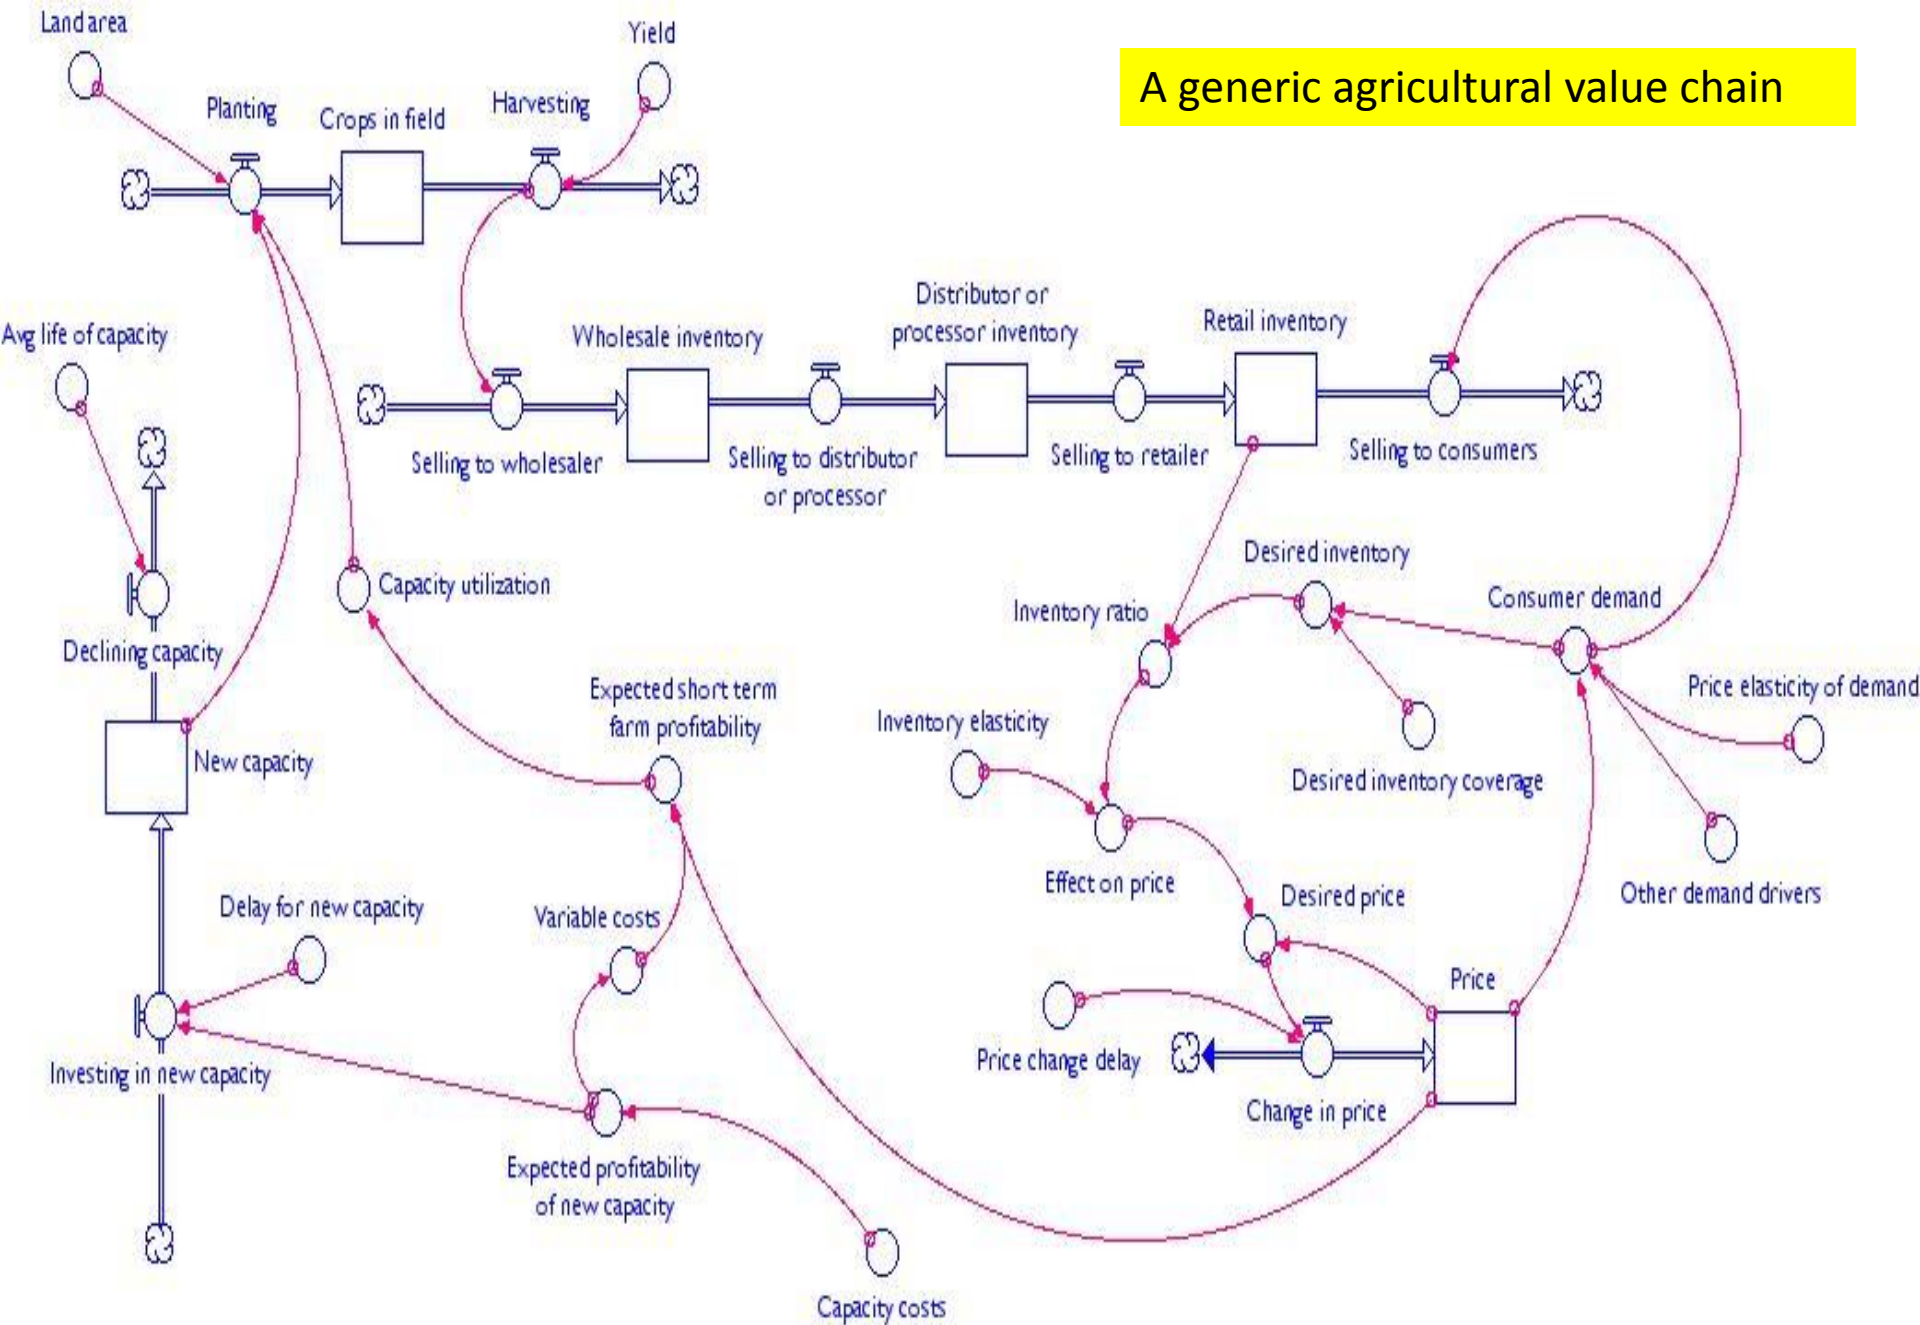 Land area
Yield
A generic agricultural value chain
Planting
Crops in field
Harvesting
Distributor or
processor inventory
Retail inventory
Wholesale inventory
Avg life of capacity
Selling to wholesaler
Selling to distributor
or processor
Selling to retailer
Selling to consumers
Desired inventory
Capacity utilization
Inventory ratio
Consumer demand
Declining capacity
Expected short term
farm profitability
Price elasticity of demand
Inventory elasticity
New capacity
Desired inventory coverage
Effect on price
Desired price
Other demand drivers
Delay for new capacity
Variable costs
Price
Investing in new capacity
Price change delay
Change in price
Expected profitability
of new capacity
Capacity costs